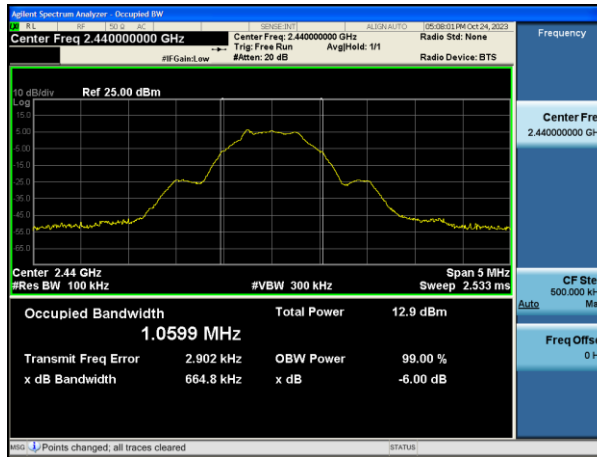 Agilent Spectrum Analyzer - Occupied BW
RL RF 50 Ω AC SENSE:INT ALIGN AUTO 05:08:01 PM Oct 24, 2023
Center Freq 2.440000000 GHz
Center Freq: 2.440000000 GHz
Radio Std: None
Trig: Free Run Avg|Hold: 1/1
#IFGain:Low #Atten: 20 dB Radio Device: BTS
10 dB/div Ref 25.00 dBm
Log
15.0
5.00
-5.00
-15.0
-25.0
-35.0
-45.0
-55.0
-65.0
Center 2.44 GHz Span 5 MHz
#Res BW 100 kHz #VBW 300 kHz Sweep 2.533 ms
Occupied Bandwidth Total Power 12.9 dBm
1.0599 MHz
Transmit Freq Error 2.902 kHz OBW Power 99.00 %
x dB Bandwidth 664.8 kHz x dB -6.00 dB
MSG Points changed; all traces cleared STATUS
Frequency
Center Fre
2.440000000 GH
CF Ste
500.000 kH
Auto Ma
Freq Offse
0 H